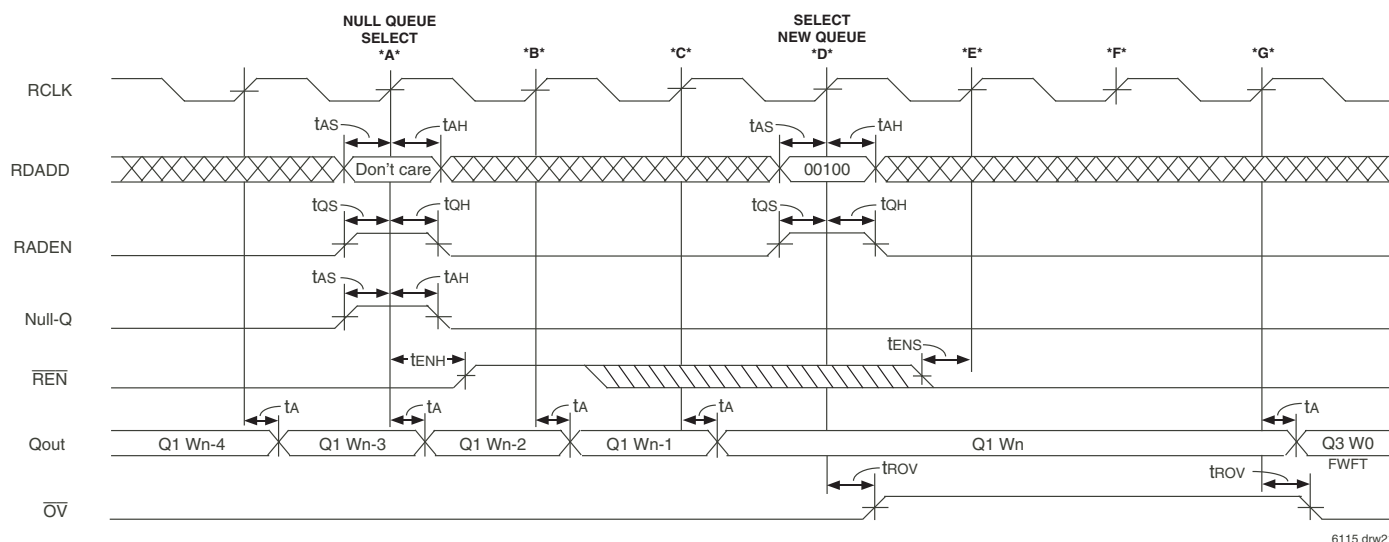 NULL QUEUE
SELECT
*A*
*B*
*C*
SELECT
NEW QUEUE
*D*
*E*
*F*
*G*
RCLK
tAS
tAH
tAS
tAH
RDADD
Don't care
00100
tQS
tQH
tQS
tQH
RADEN
tAS
tAH
Null-Q
tENH
tENS
REN
tA
tA
tA
tA
tA
Qout
Q1 Wn-4
Q1 Wn-3
Q1 Wn-2
Q1 Wn-1
Q1 Wn
Q3 W0
FWFT
tROV
tROV
OV